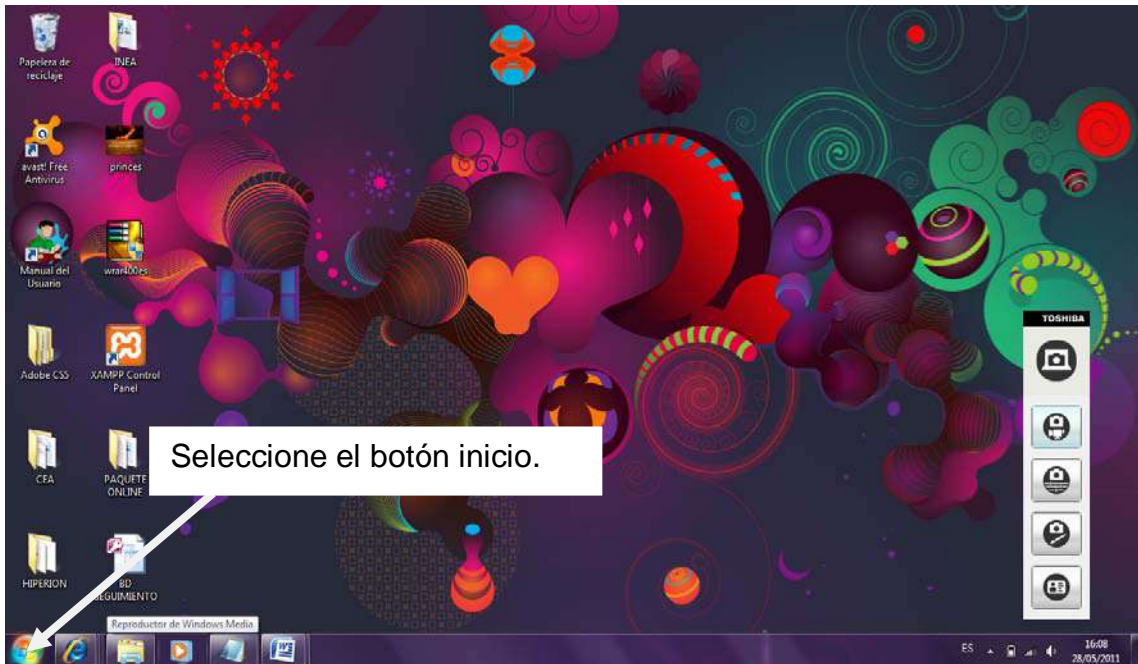 Papelera de
reciclaje
INEA
avast! Free
Antivirus
princes
Manual del
Usuario
wrar400es
Adobe CS5
XAMPP Control
Panel
CEA
PAQUETE
ONLINE
HIPERION
BD
SEGUIMIENTO
Seleccione el botón inicio.
TOSHIBA
Reproductor de Windows Media
ES
16:08
28/05/2011